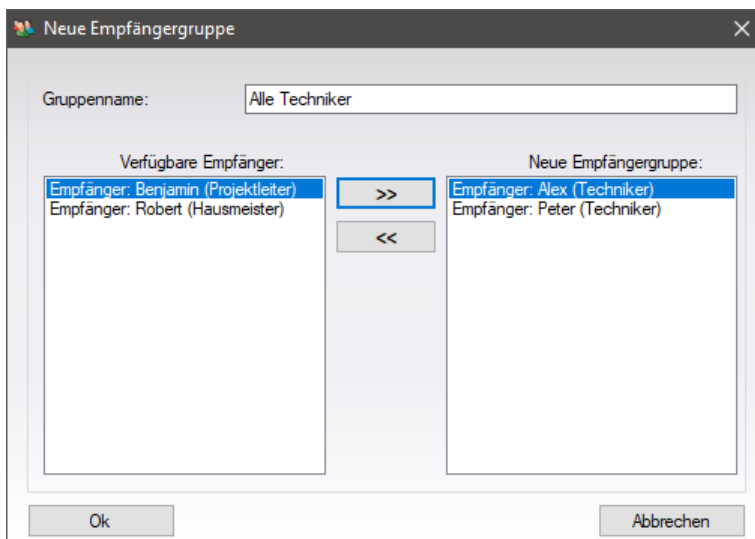 Neue Empfängergruppe
Gruppenname: Alle Techniker
Verfügbare Empfänger:
Empfänger: Benjamin (Projektleiter)
Empfänger: Robert (Hausmeister)
>>
<<
Neue Empfängergruppe:
Empfänger: Alex (Techniker)
Empfänger: Peter (Techniker)
Ok
Abbrechen